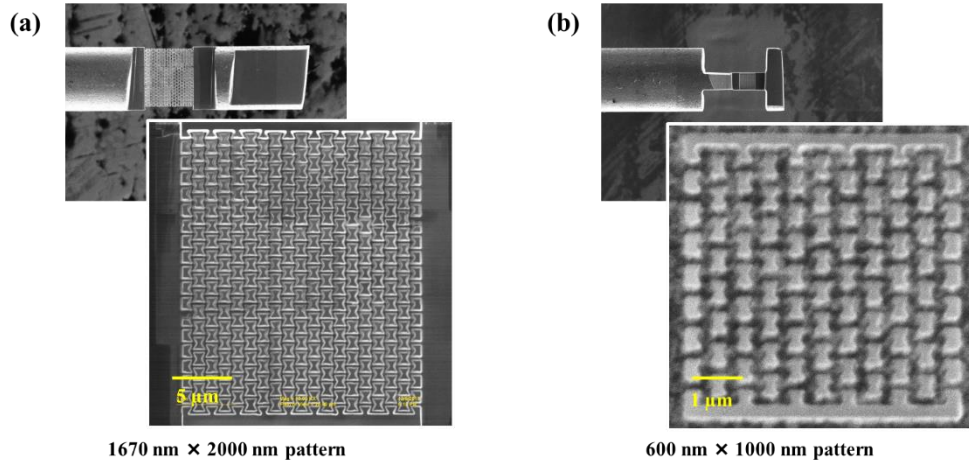 (a)
(b)
5 μm
1 μm
1670 nm × 2000 nm pattern
600 nm × 1000 nm pattern